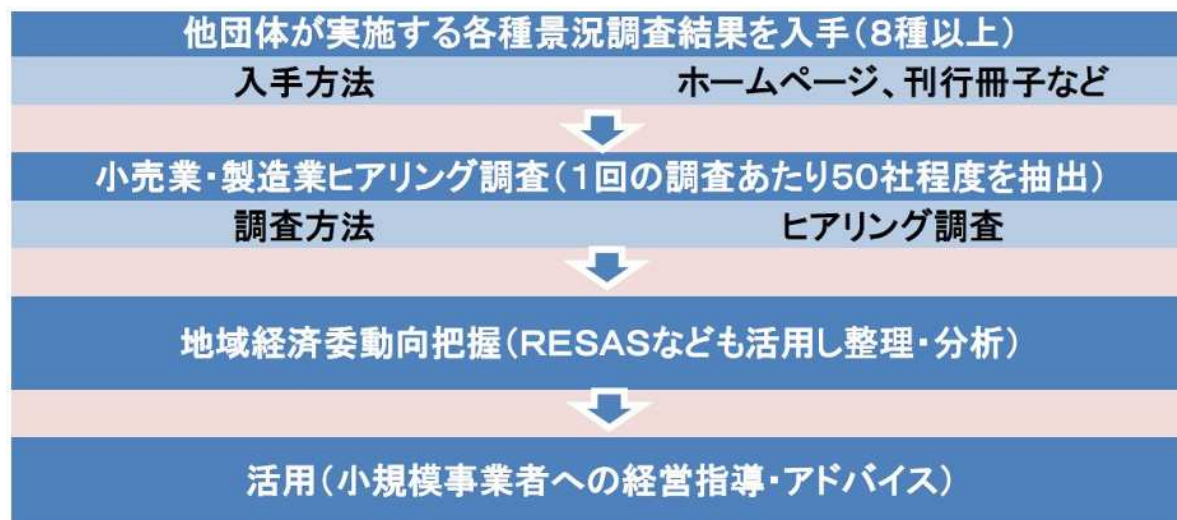 他団体が実施する各種景況調査結果を入手(8種以上)
入手方法 ホームページ、刊行冊子など
小売業・製造業ヒアリング調査(1回の調査あたり50社程度を抽出)
調査方法 ヒアリング調査
地域経済委動向把握(RESASなども活用し整理・分析)
活用(小規模事業者への経営指導・アドバイス)